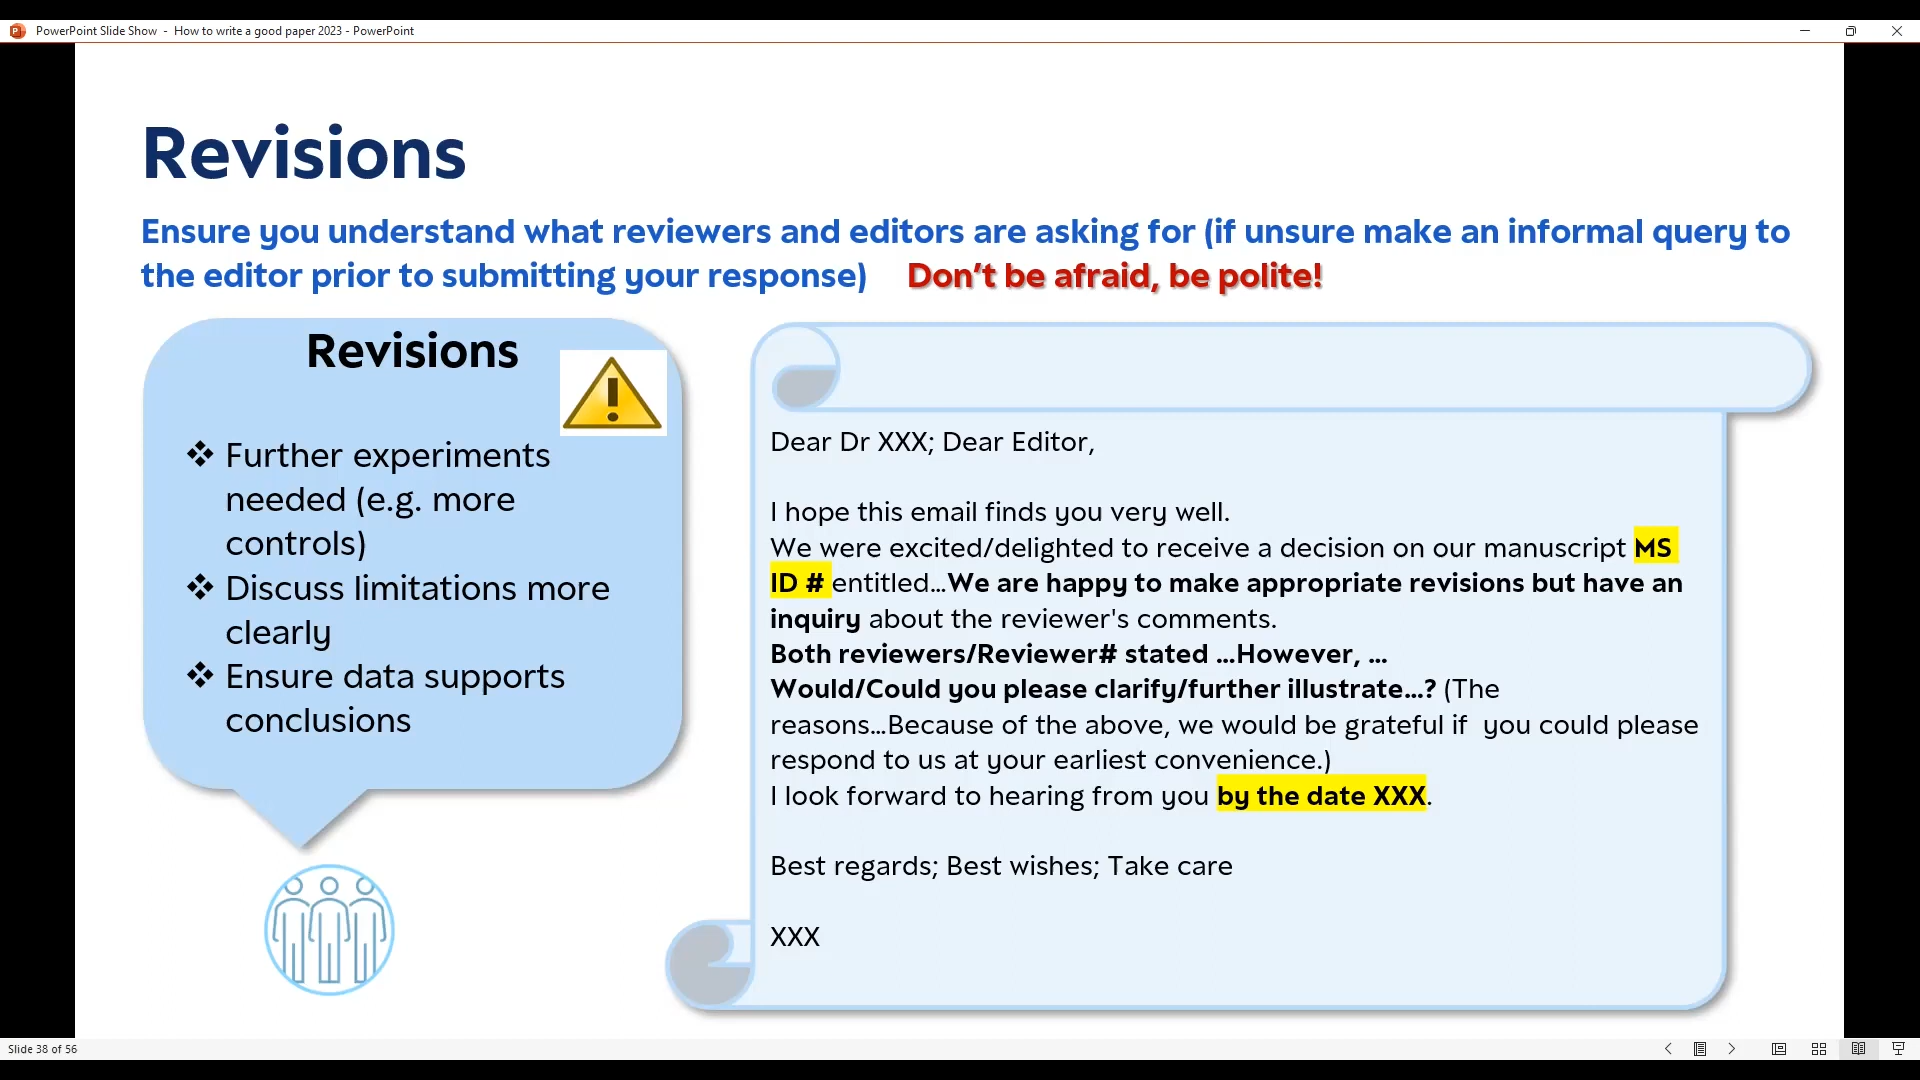 PowerPoint Slide Show - How to write a good paper 2023 - PowerPoint
Revisions
Ensure you understand what reviewers and editors are asking for (if unsure make an informal query to
the editor prior to submitting your response) Don't be afraid, be polite!
Revisions
❖ Further experiments
needed (e.g. more
controls)
❖ Discuss limitations more
clearly
❖ Ensure data supports
conclusions
Dear Dr XXX; Dear Editor,
I hope this email finds you very well.
We were excited/delighted to receive a decision on our manuscript MS
ID # entitled…We are happy to make appropriate revisions but have an
inquiry about the reviewer's comments.
Both reviewers/Reviewer# stated …However, …
Would/Could you please clarify/further illustrate…? (The
reasons…Because of the above, we would be grateful if  you could please
respond to us at your earliest convenience.)
I look forward to hearing from you by the date XXX.
Best regards; Best wishes; Take care
XXX
Slide 38 of 56